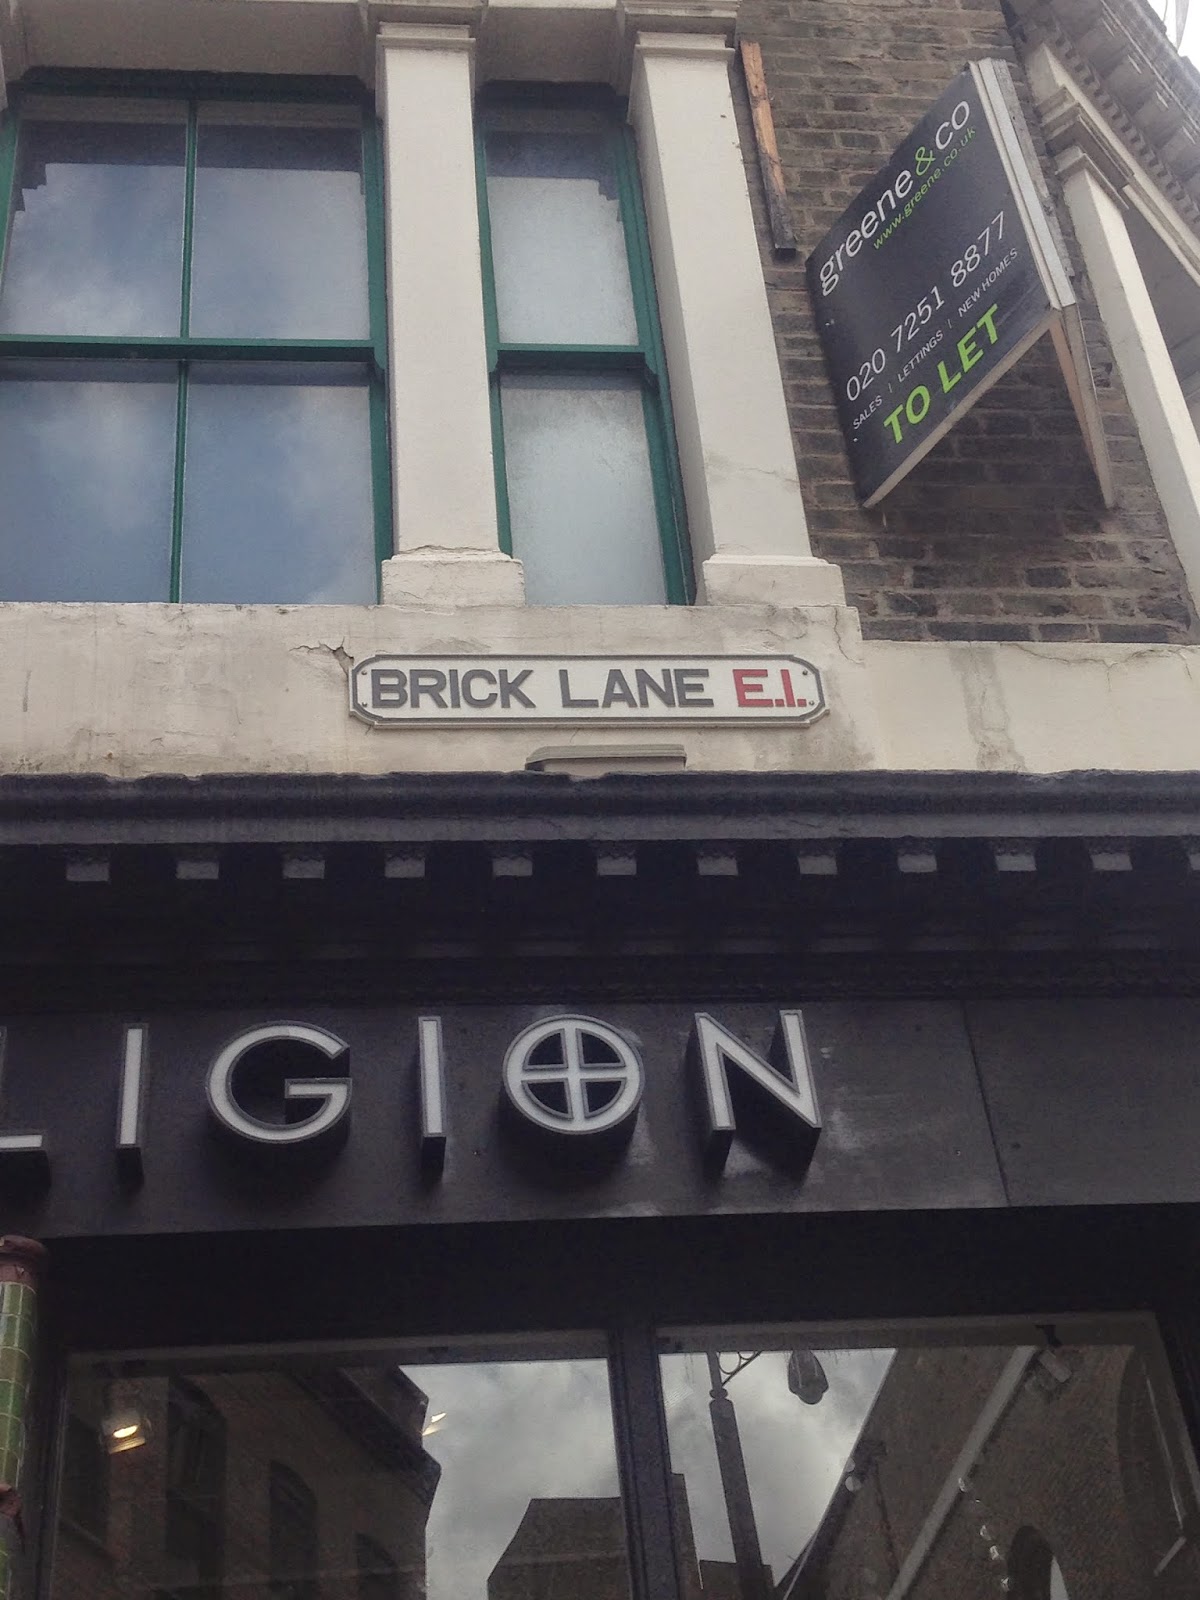 greene&co
www.greene.co.uk
020 7251 8877
SALES | LETTINGS | NEW HOMES
TO LET
BRICK LANE E.I.
LIGION